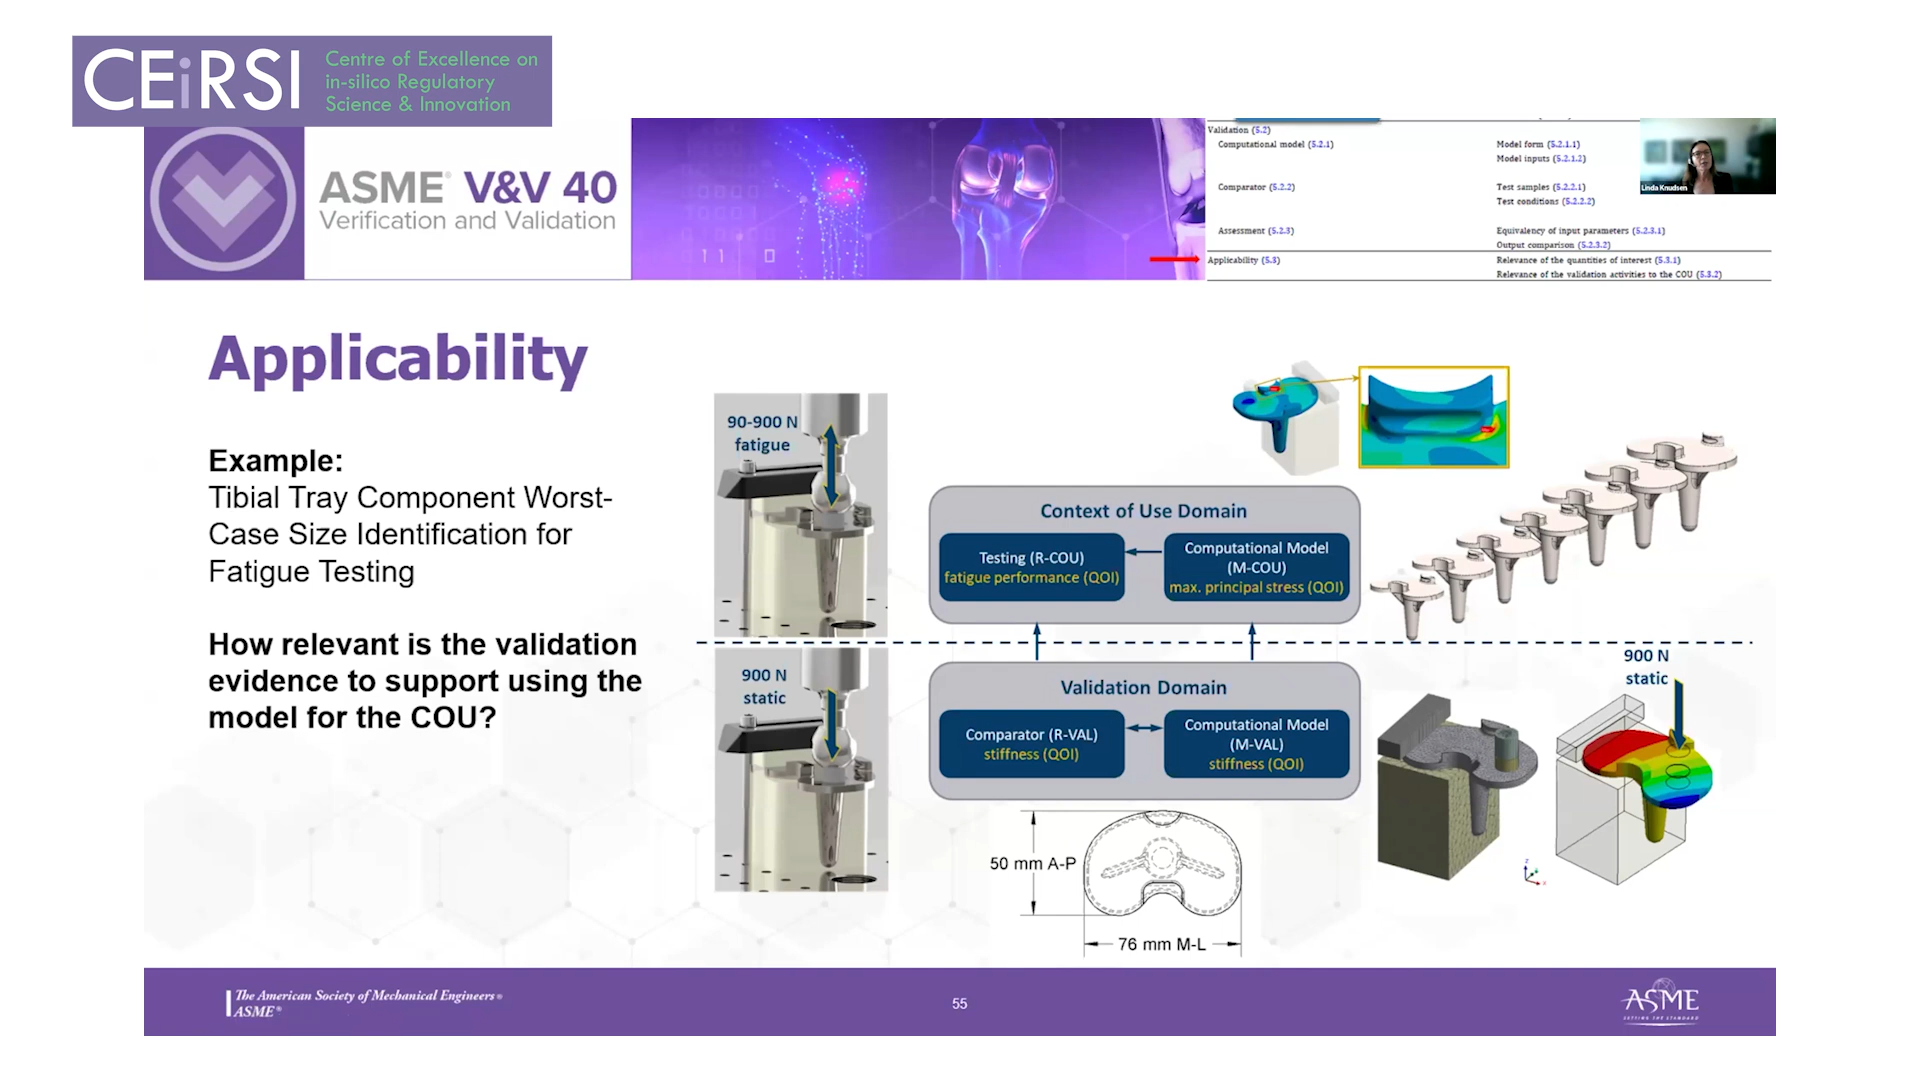 CEiRSI
Centre of Excellence on
in-silico Regulatory
Science & Innovation
ASME® V&V 40
Verification and Validation
11 0
Validation (5.2)
Computational model (5.2.1)
Model form (5.2.1.1)
Model inputs (5.2.1.2)
Comparator (5.2.2)
Test samples (5.2.2.1)
Test conditions (5.2.2.2)
Assessment (5.2.3)
Equivalency of input parameters (5.2.3.1)
Output comparison (5.2.3.2)
Applicability (5.3)
Relevance of the quantities of interest (5.3.1)
Relevance of the validation activities to the COU (5.3.2)
Linda Knudsen
Applicability
Example:
Tibial Tray Component Worst-
Case Size Identification for
Fatigue Testing
How relevant is the validation
evidence to support using the
model for the COU?
90-900 N
fatigue
900 N
static
Context of Use Domain
Testing (R-COU)
fatigue performance (QOI)
Computational Model
(M-COU)
max. principal stress (QOI)
Validation Domain
Comparator (R-VAL)
stiffness (QOI)
Computational Model
(M-VAL)
stiffness (QOI)
900 N
static
50 mm A-P
76 mm M-L
The American Society of Mechanical Engineers®
ASME®
55
ASME
SETTING THE STANDARD